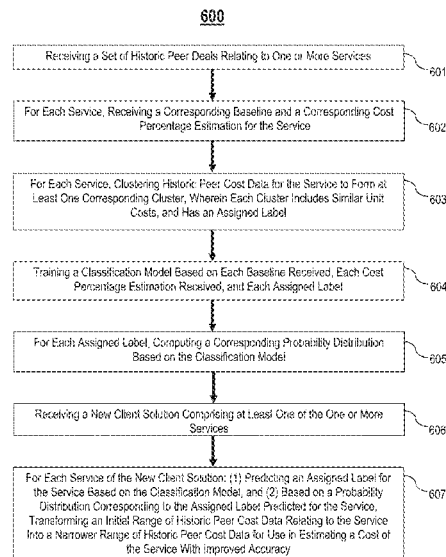 600
Receiving a Set of Historic Peer Deals Relating to One or More Services
601
For Each Service, Receiving a Corresponding Baseline and a Corresponding Cost
Percentage Estimation for the Service
602
For Each Service, Clustering Historic Peer Cost Data for the Service to Form at
Least One Corresponding Cluster, Wherein Each Cluster Includes Similar Unit
Costs, and Has an Assigned Label
603
Training a Classification Model Based on Each Baseline Received, Each Cost
Percentage Estimation Received, and Each Assigned Label
604
For Each Assigned Label, Computing a Corresponding Probability Distribution
Based on the Classification Model
605
Receiving a New Client Solution Comprising at Least One of the One or More
Services
606
For Each Service of the New Client Solution: (1) Predicting an Assigned Label for
the Service Based on the Classification Model, and (2) Based on a Probability
Distribution Corresponding to the Assigned Label Predicted for the Service,
Transforming an Initial Range of Historic Peer Cost Data Relating to the Service
Into a Narrower Range of Historic Peer Cost Data for Use in Estimating a Cost of
the Service With Improved Accuracy
607